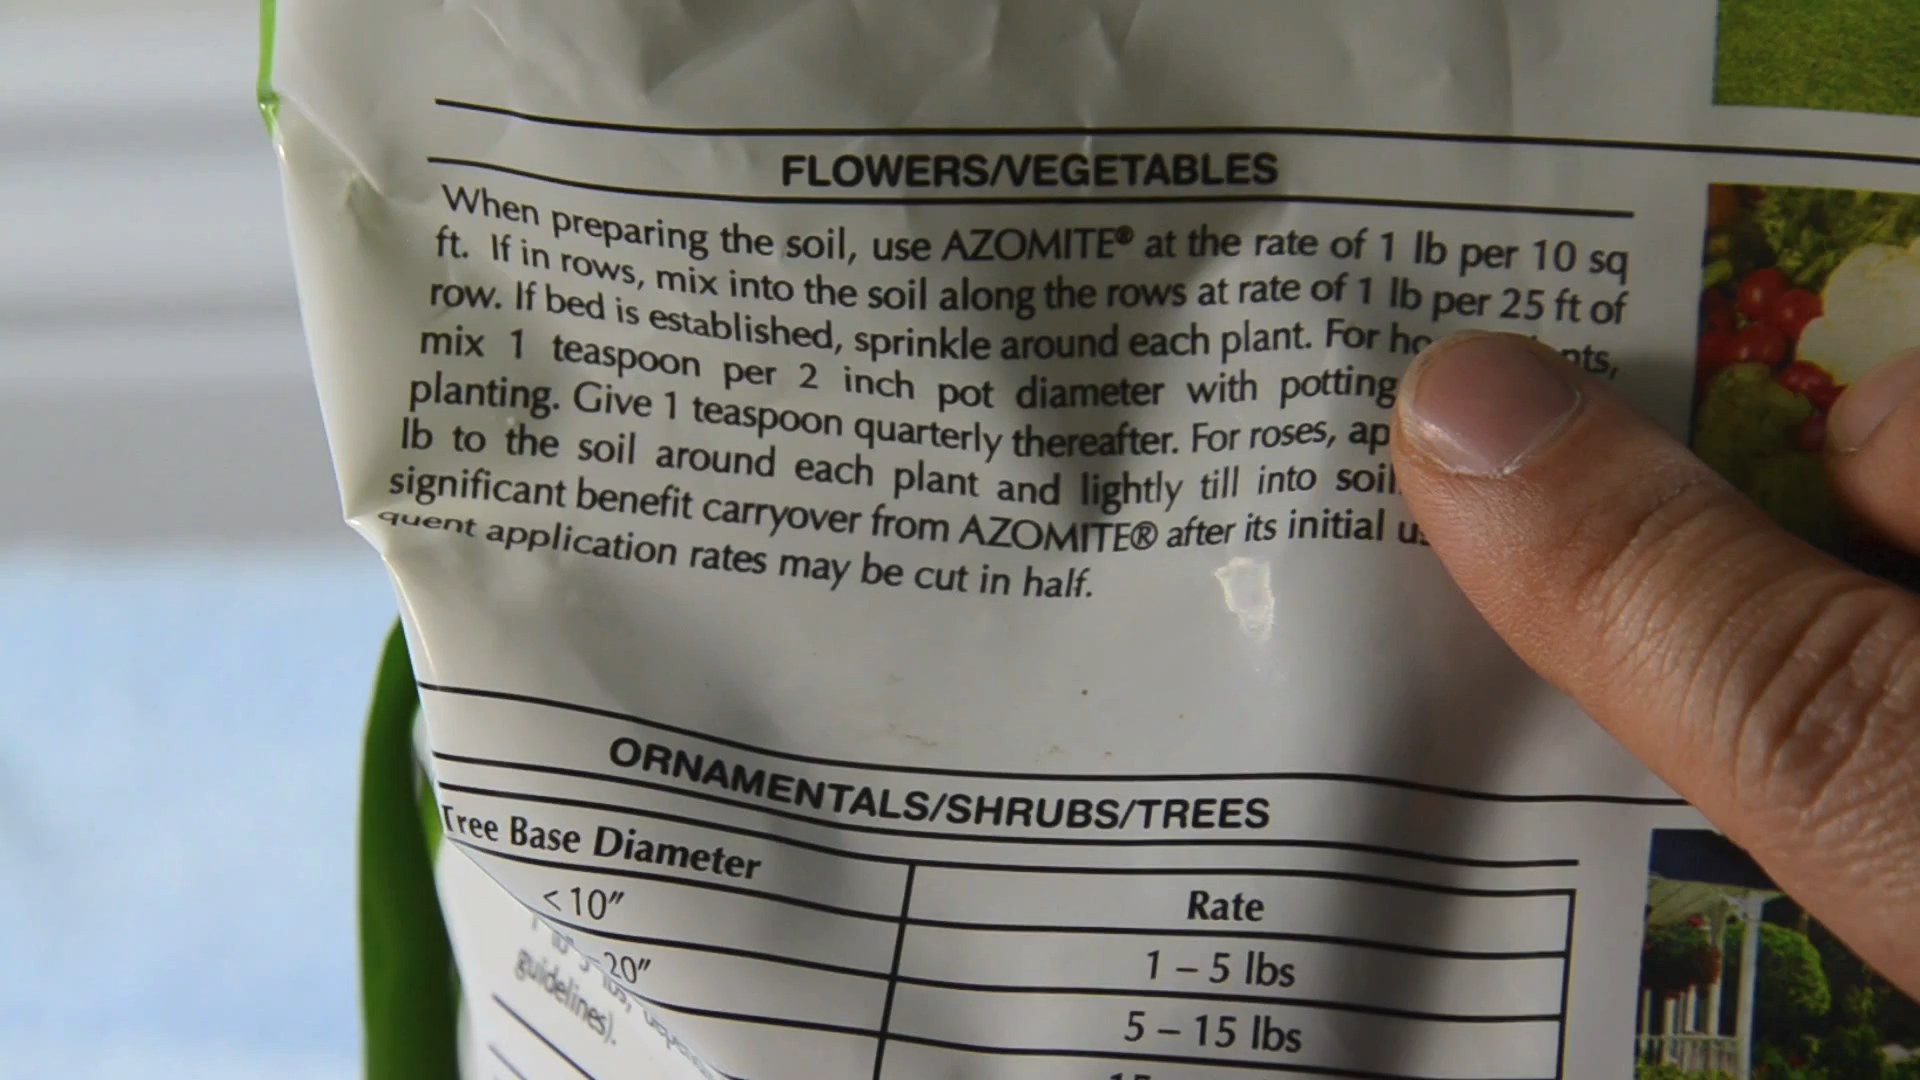 FLOWERS/VEGETABLES
When preparing the soil, use AZOMITE® at the rate of 1 lb per 10 sq
ft. If in rows, mix into the soil along the rows at rate of 1 lb per 25 ft of
row. If bed is established, sprinkle around each plant. For
mix 1 teaspoon per 2 inch pot diameter with potting
planting. Give 1 teaspoon quarterly thereafter. For roses,
lb to the soil around each plant and lightly till into soil
significant benefit carryover from AZOMITE® after its initial
quent application rates may be cut in half.
ORNAMENTALS/SHRUBS/TREES
Tree Base Diameter Rate
< 10" 1 – 5 lbs
20" 5 – 15 lbs
guidelines).